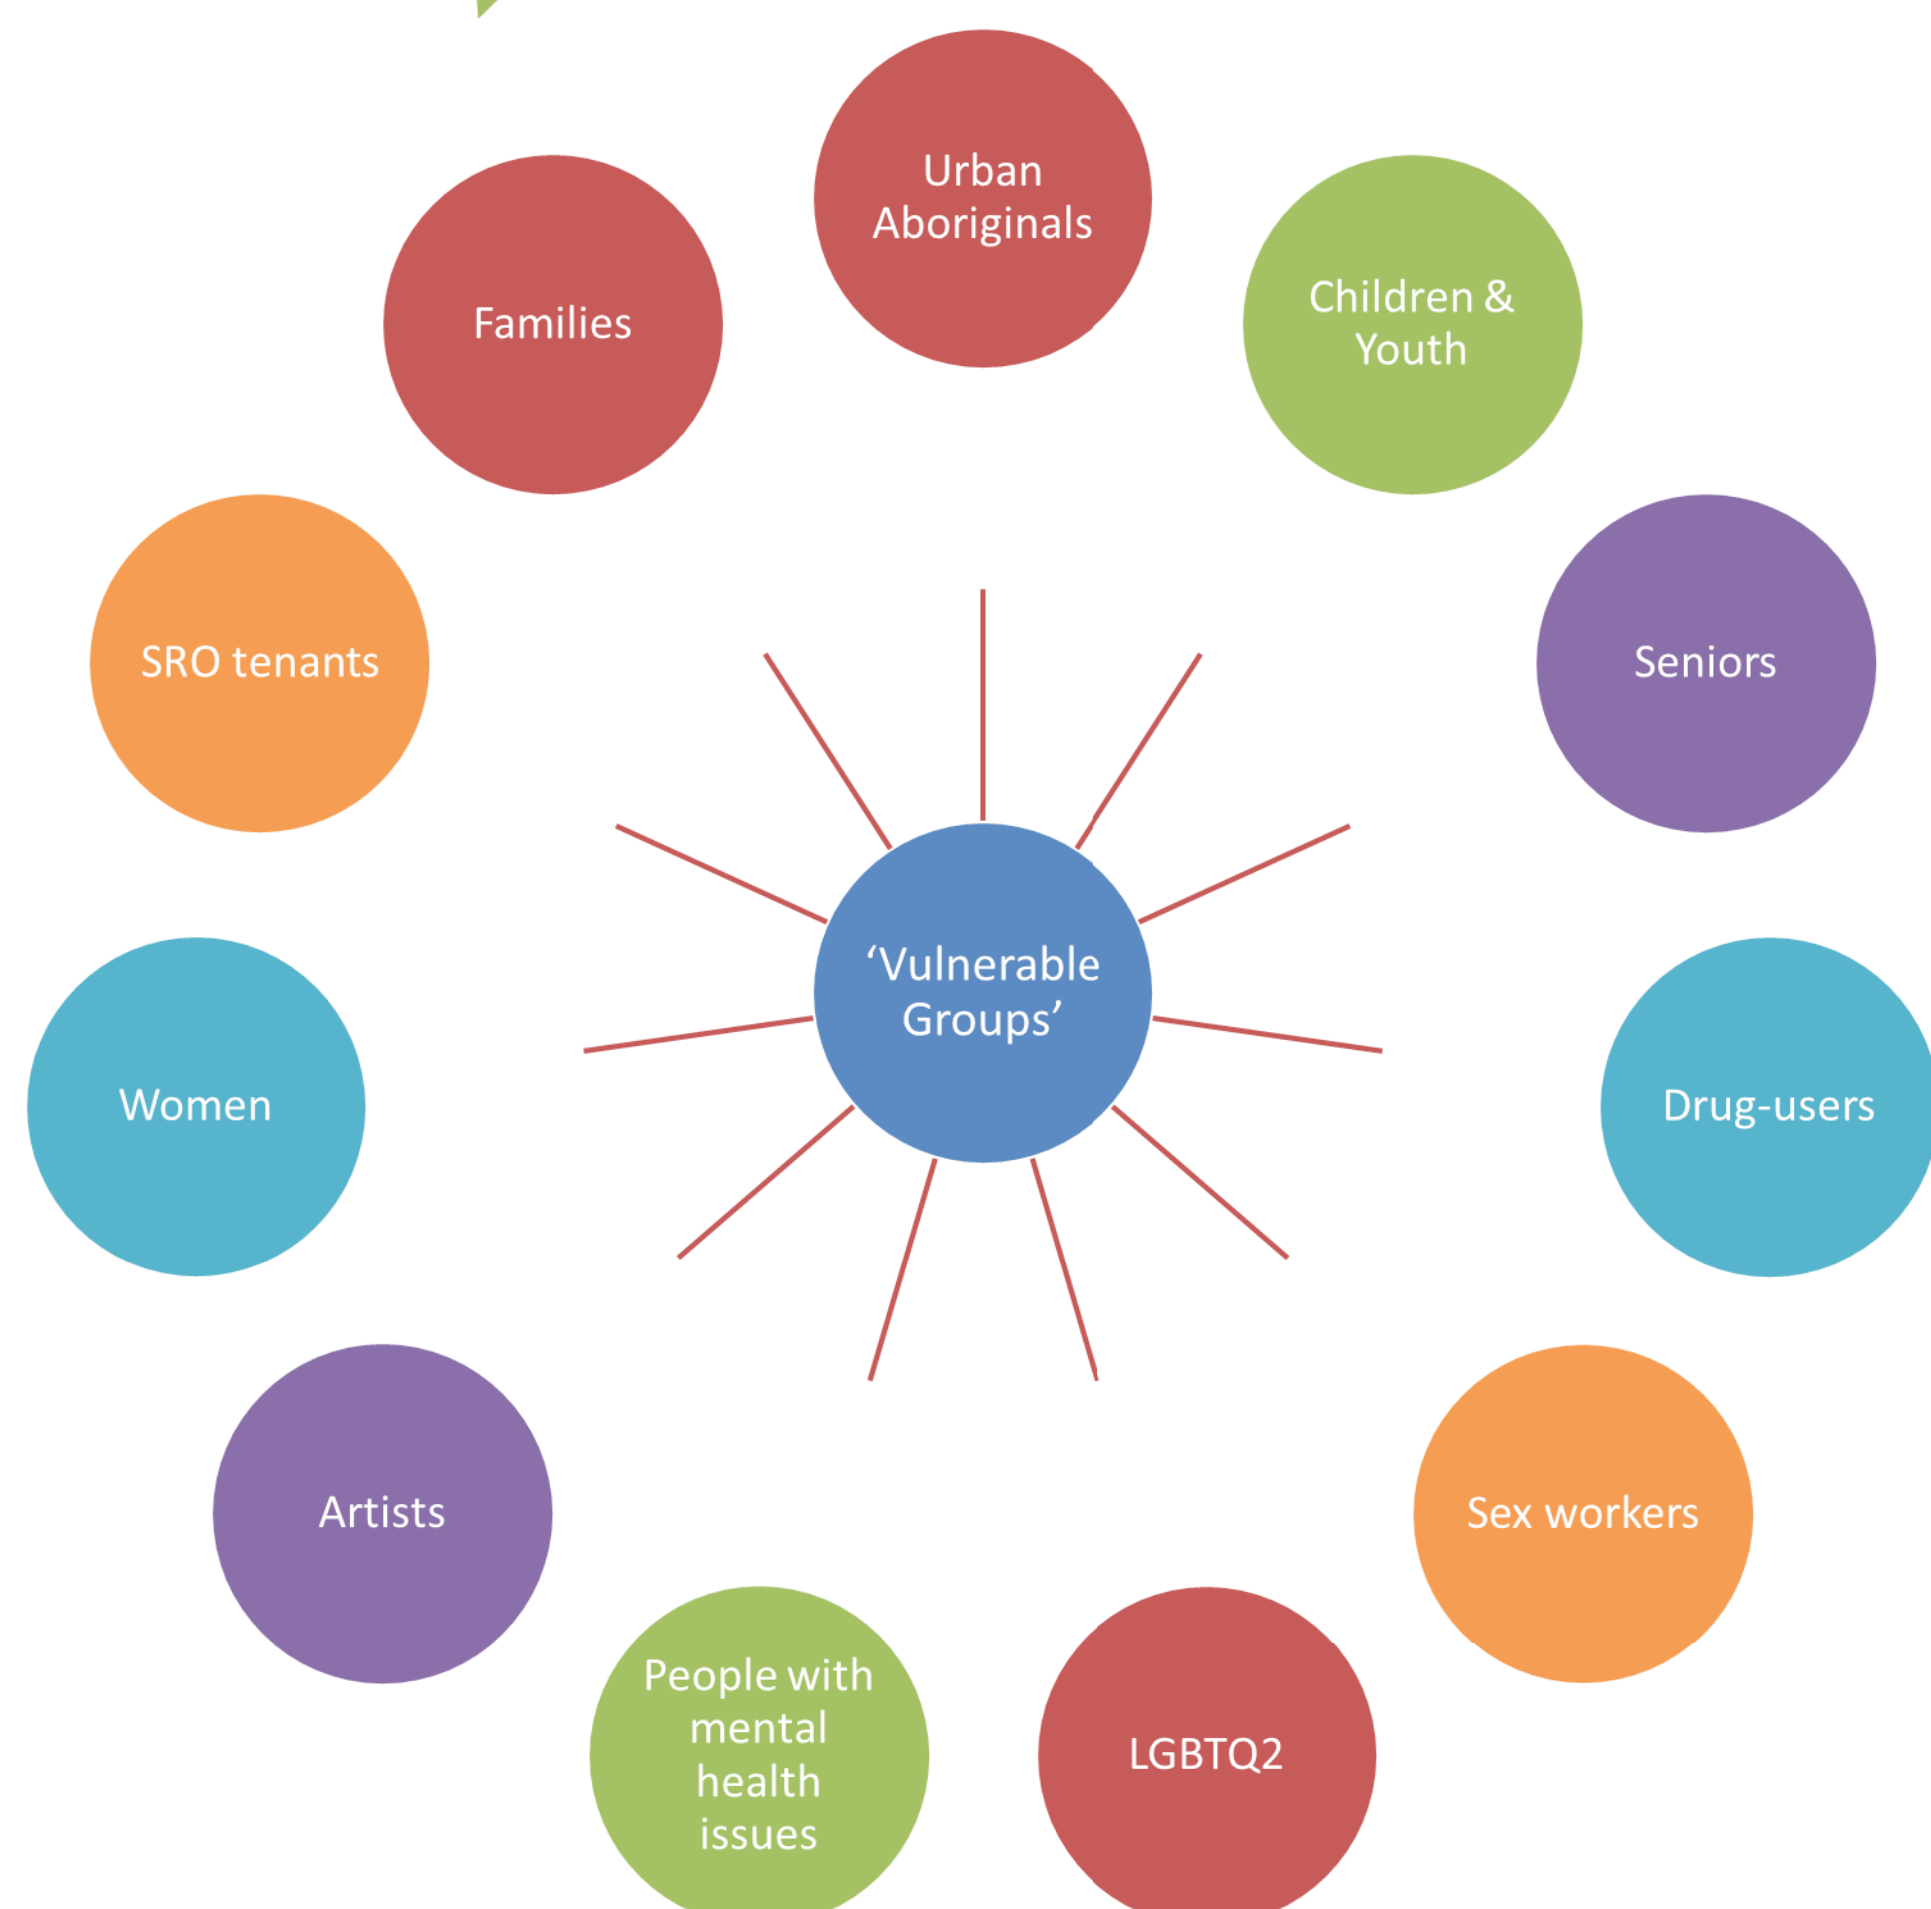 Urban
Aboriginals
Children &
Youth
Families
Seniors
SRO tenants
‘Vulnerable
Groups’
Women
Drug-users
Artists
Sex workers
People with
mental
health
issues
LGBTQ2